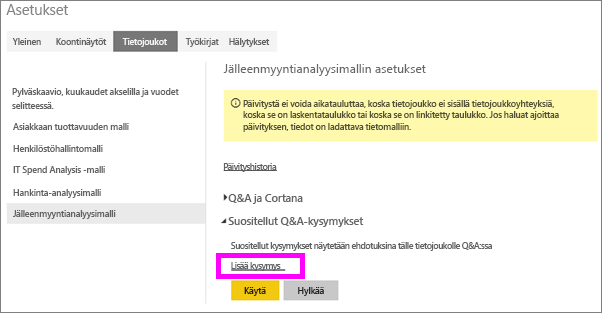 Asetukset
Yleinen Koontinäytöt Tietojoukot Työkirjat Hälytykset
Pylväskaavio, kuukaudet akselilla ja vuodet
selitteessä.
Asiakkaan tuottavuuden malli
Henkilöstöhallintomalli
IT Spend Analysis -malli
Hankinta-analyysimalli
Jälleenmyyntianalyysimalli
Jälleenmyyntianalyysimallin asetukset
Päivitystä ei voida aikatauluttaa, koska tietojoukko ei sisällä tietojoukkoyhteyksiä,
koska se on laskentataulukko tai koska se on linkitetty taulukko. Jos haluat ajoittaa
päivityksen, tiedot on ladattava tietomalliin.
Päivityshistoria
Q&A ja Cortana
Suositellut Q&A-kysymykset
Suositellut kysymykset näytetään ehdotuksina tälle tietojoukolle Q&A:ssa
Lisää kysymys
Käytä Hylkää